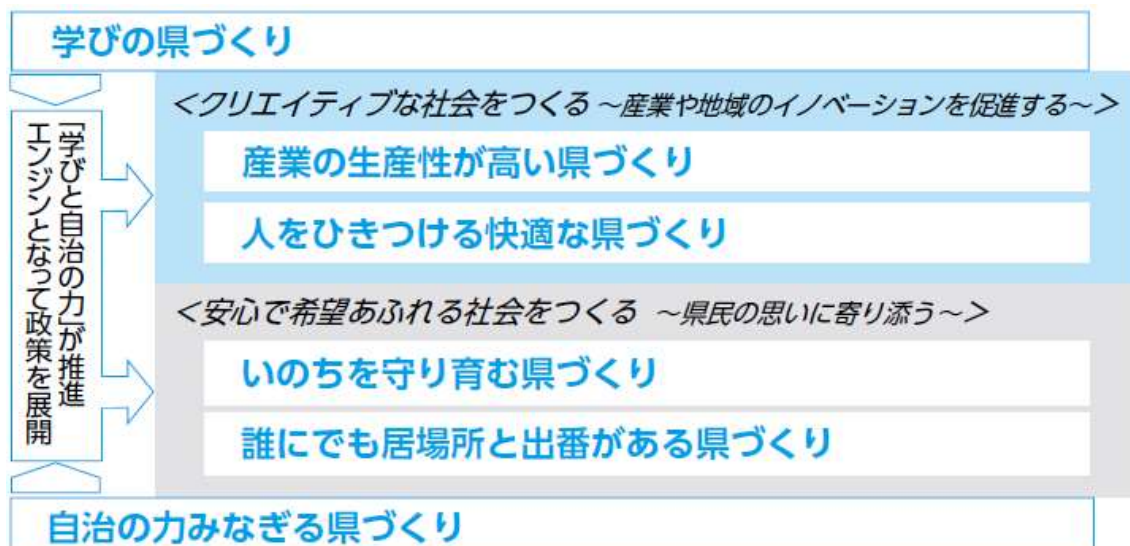 学びの県づくり
「学びと自治の力」が推進
エンジンとなって政策を展開
<クリエイティブな社会をつくる ~産業や地域のイノベーションを促進する~>
産業の生産性が高い県づくり
人をひきつける快適な県づくり
<安心で希望あふれる社会をつくる ~県民の思いに寄り添う~>
いのちを守り育む県づくり
誰にでも居場所と出番がある県づくり
自治の力みなぎる県づくり